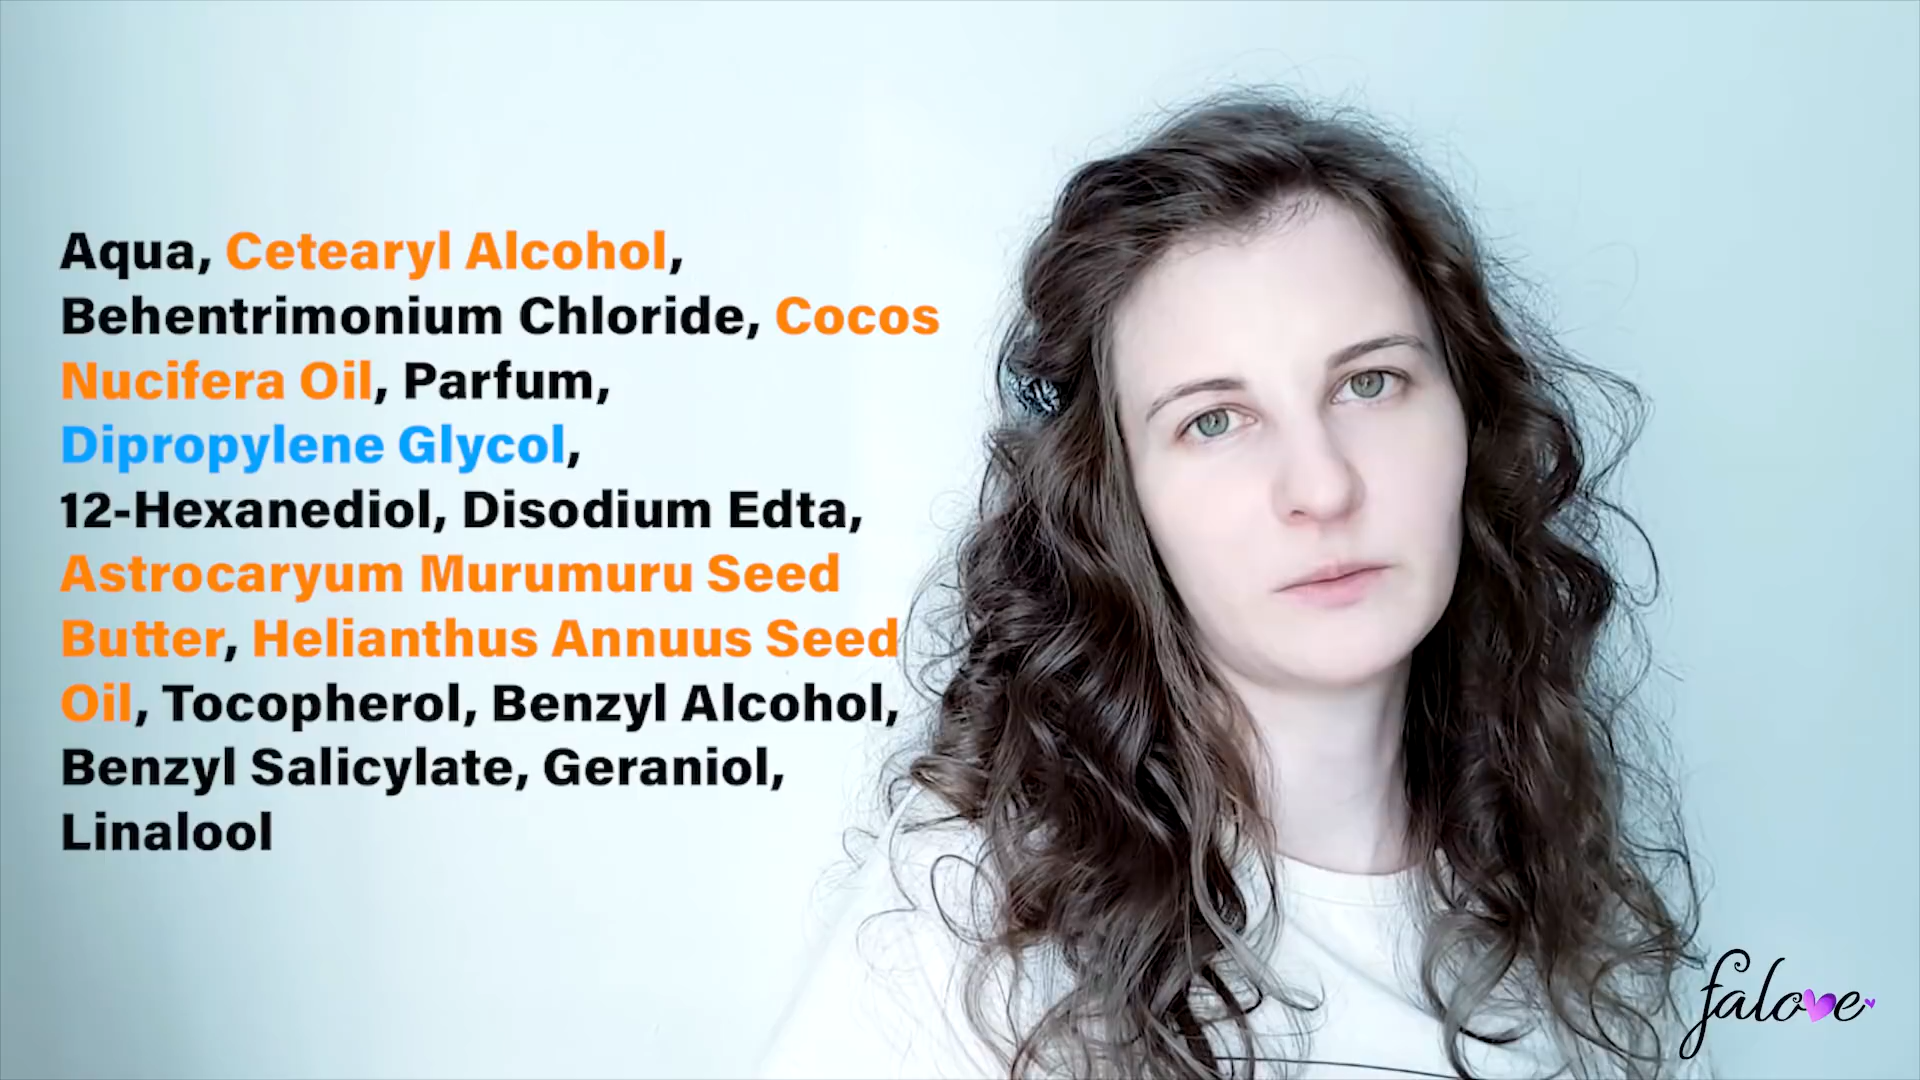 Aqua, Cetearyl Alcohol,
Behentrimonium Chloride, Cocos
Nucifera Oil, Parfum,
Dipropylene Glycol,
12-Hexanediol, Disodium Edta,
Astrocaryum Murumuru Seed
Butter, Helianthus Annuus Seed
Oil, Tocopherol, Benzyl Alcohol,
Benzyl Salicylate, Geraniol,
Linalool
falove